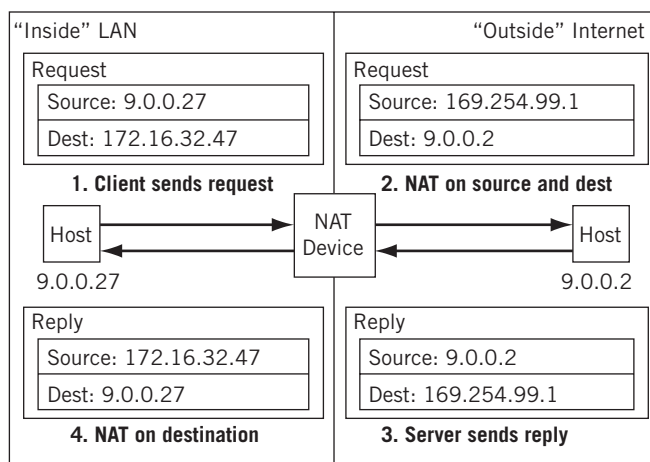 “Inside” LAN
“Outside” Internet
Request
Source: 9.0.0.27
Dest: 172.16.32.47
1. Client sends request
Request
Source: 169.254.99.1
Dest: 9.0.0.2
2. NAT on source and dest
Host
9.0.0.27
NAT
Device
Host
9.0.0.2
Reply
Source: 172.16.32.47
Dest: 9.0.0.27
4. NAT on destination
Reply
Source: 9.0.0.2
Dest: 169.254.99.1
3. Server sends reply